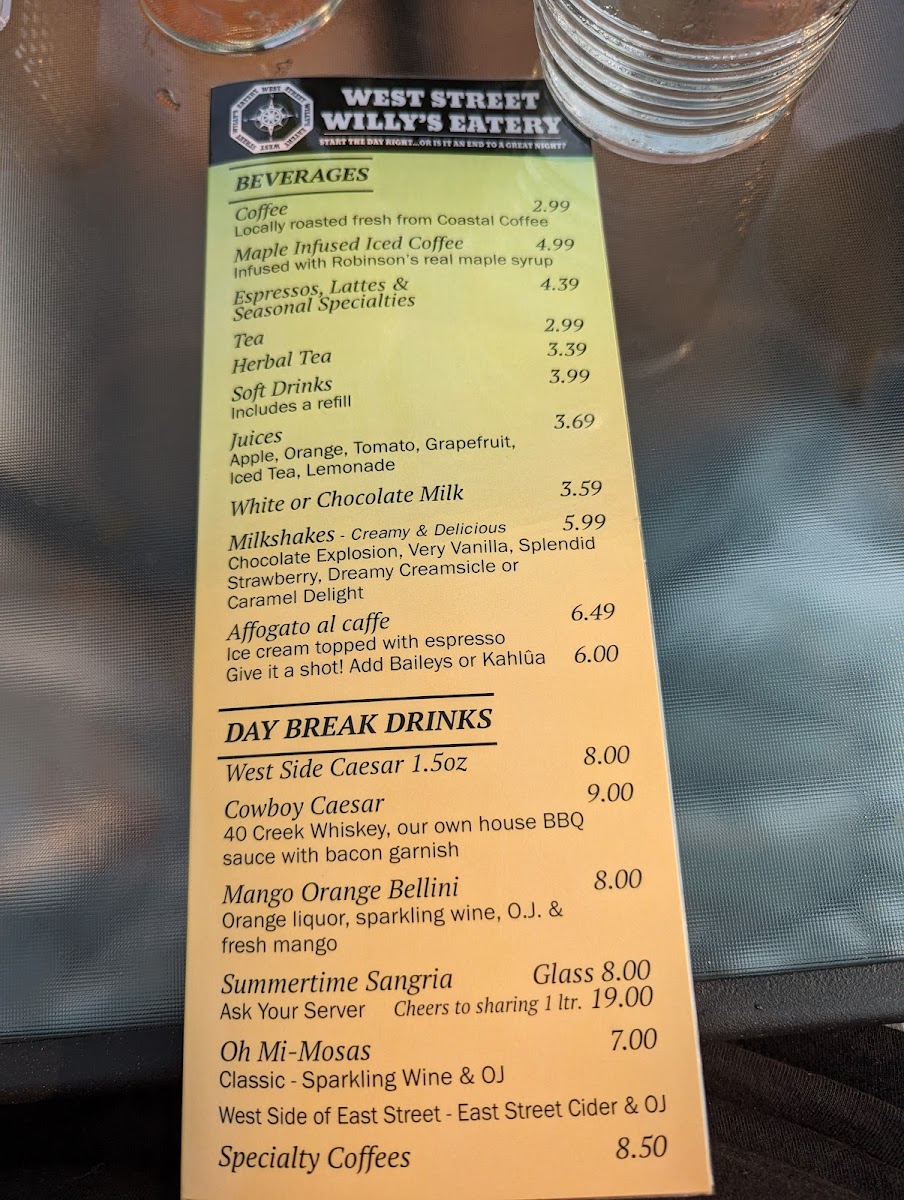 WEST STREET WILLY'S EATERY WEST STREET EATERY
WEST STREET
WILLY'S EATERY
START THE DAY RIGHT...OR IS IT AN END TO A GREAT NIGHT?
BEVERAGES
Coffee 2.99
Locally roasted fresh from Coastal Coffee
Maple Infused Iced Coffee 4.99
Infused with Robinson's real maple syrup
Espressos, Lattes & 4.39
Seasonal Specialties
Tea 2.99
Herbal Tea 3.39
Soft Drinks 3.99
Includes a refill
Juices 3.69
Apple, Orange, Tomato, Grapefruit,
Iced Tea, Lemonade
White or Chocolate Milk 3.59
Milkshakes - Creamy & Delicious 5.99
Chocolate Explosion, Very Vanilla, Splendid
Strawberry, Dreamy Creamsicle or
Caramel Delight
Affogato al caffe 6.49
Ice cream topped with espresso
Give it a shot! Add Baileys or Kahlûa 6.00
DAY BREAK DRINKS
West Side Caesar 1.5oz 8.00
Cowboy Caesar 9.00
40 Creek Whiskey, our own house BBQ
sauce with bacon garnish
Mango Orange Bellini 8.00
Orange liquor, sparkling wine, O.J. &
fresh mango
Summertime Sangria Glass 8.00
Ask Your Server Cheers to sharing 1 ltr. 19.00
Oh Mi-Mosas 7.00
Classic - Sparkling Wine & OJ
West Side of East Street - East Street Cider & OJ
Specialty Coffees 8.50